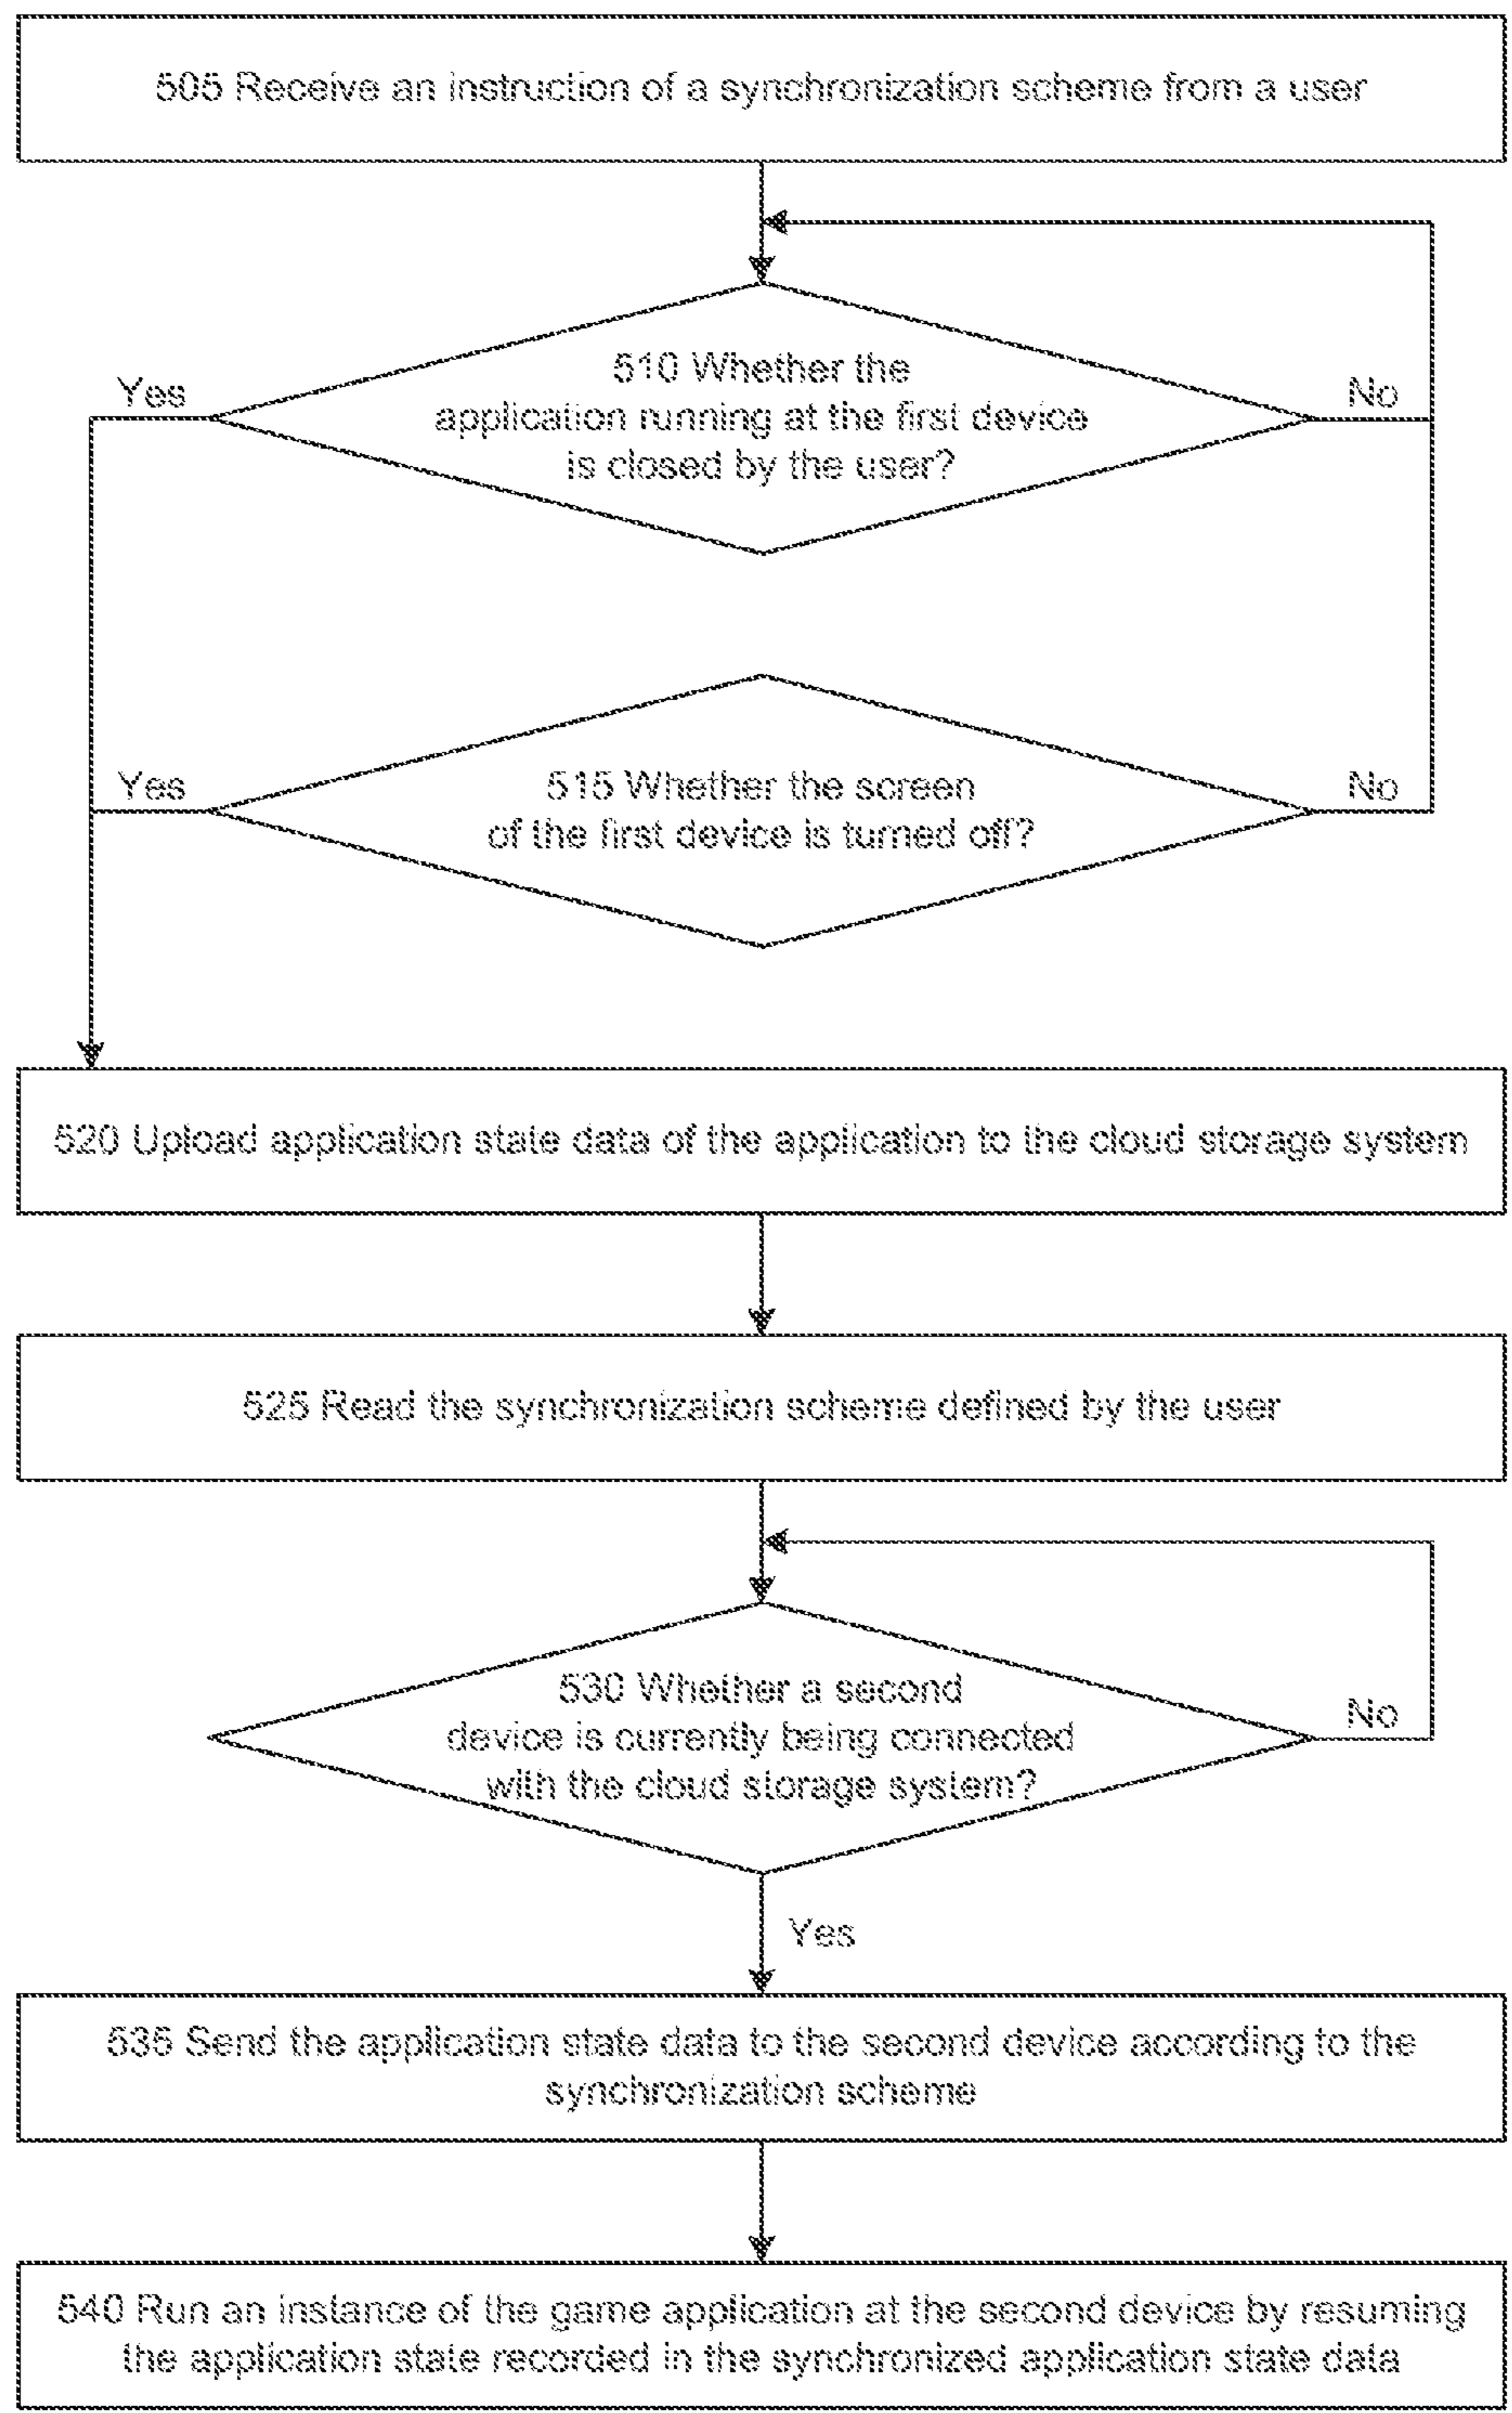 505 Receive an instruction of a synchronization scheme from a user
510 Whether the
Yes
No
application running at the first device
is closed by the user?
515 Whether the screen
Yes
No
of the first device is turned off?
520 Upload application state data of the application to the cloud storage system
525 Read the synchronization scheme defined by the user
530 Whether a second
No
device is currently being connected
with the cloud storage system?
Yes
535 Send the application state data to the second device according to the
synchronization scheme
540 Run an instance of the game application at the second device by resuming
the application state recorded in the synchronized application state data